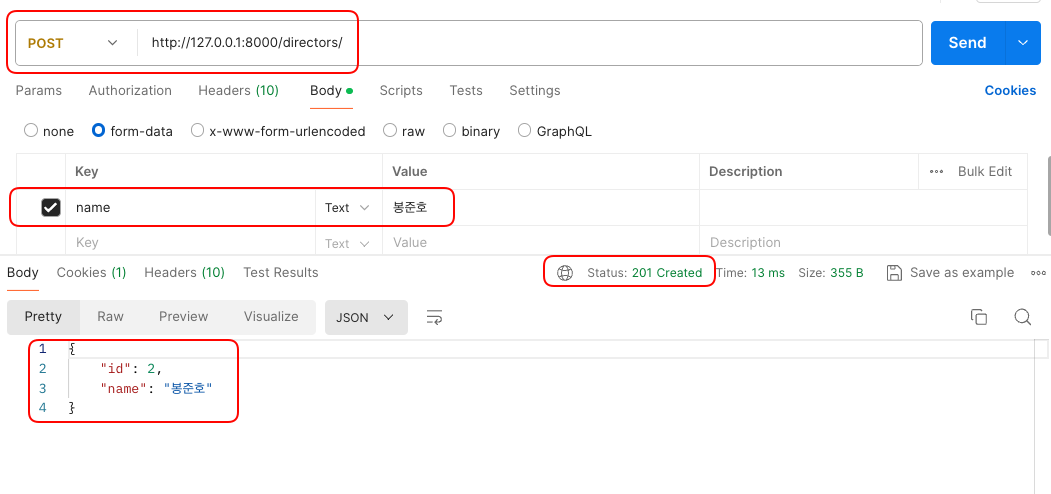 POST http://127.0.0.1:8000/directors/ Send
Params Authorization Headers (10) Body Scripts Tests Settings Cookies
none form-data x-www-form-urlencoded raw binary GraphQL
Key Value Description Bulk Edit
name Text 봉준호
Key Text Value Description
Body Cookies (1) Headers (10) Test Results Status: 201 Created Time: 13 ms Size: 355 B Save as example
Pretty Raw Preview Visualize JSON
1 {
2 "id": 2,
3 "name": "봉준호"
4 }